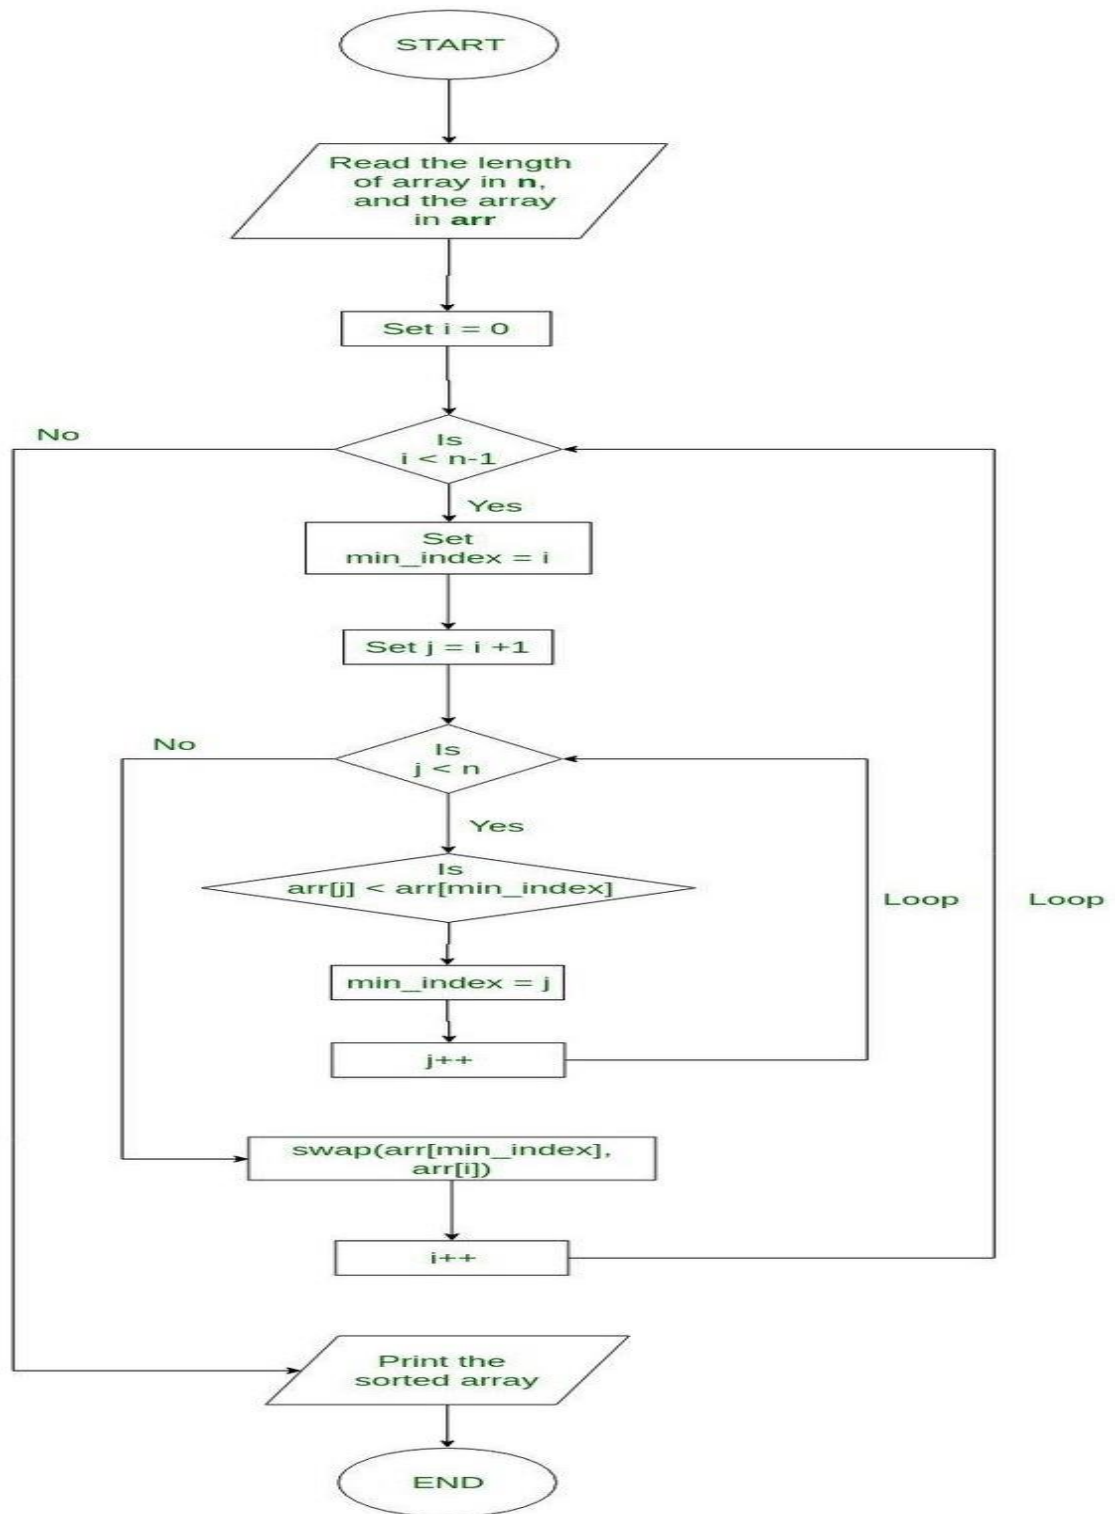 START
Read the length
of array in n,
and the array
in arr
Set i = 0
No
Is
i < n-1
Yes
Set
min_index = i
Set j = i +1
No
Is
j < n
Yes
Is
arr[j] < arr[min_index]
Loop
Loop
min_index = j
j++
swap(arr[min_index],
arr[i])
i++
Print the
sorted array
END